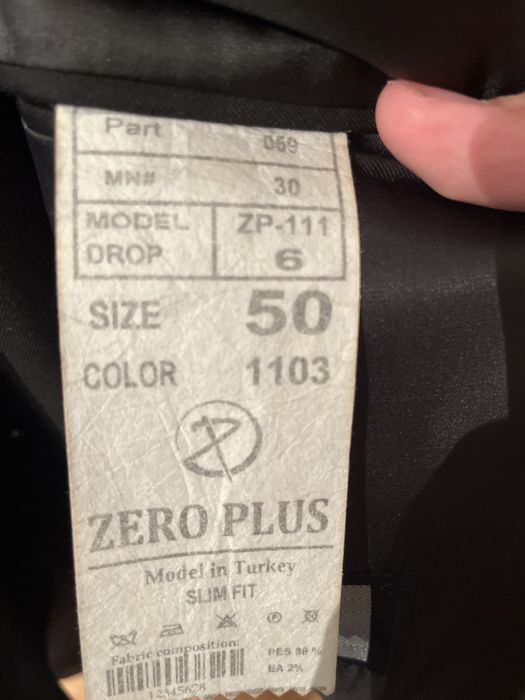 Part 059
MN# 30
MODEL ZP-111
DROP 6
SIZE 50
COLOR 1103
ZERO PLUS
Model in Turkey
SLIM FIT
Fabric composition:
PES 98 %
EA 2%
12345678